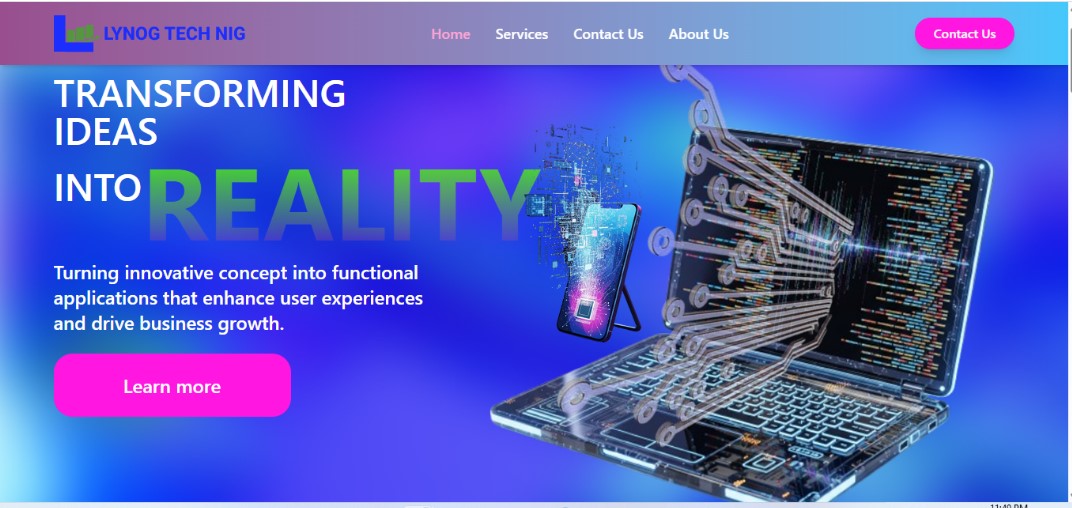 LYNOG TECH NIG
Home Services Contact Us About Us
Contact Us
TRANSFORMING
IDEAS
INTO REALITY
Turning innovative concept into functional
applications that enhance user experiences
and drive business growth.
Learn more